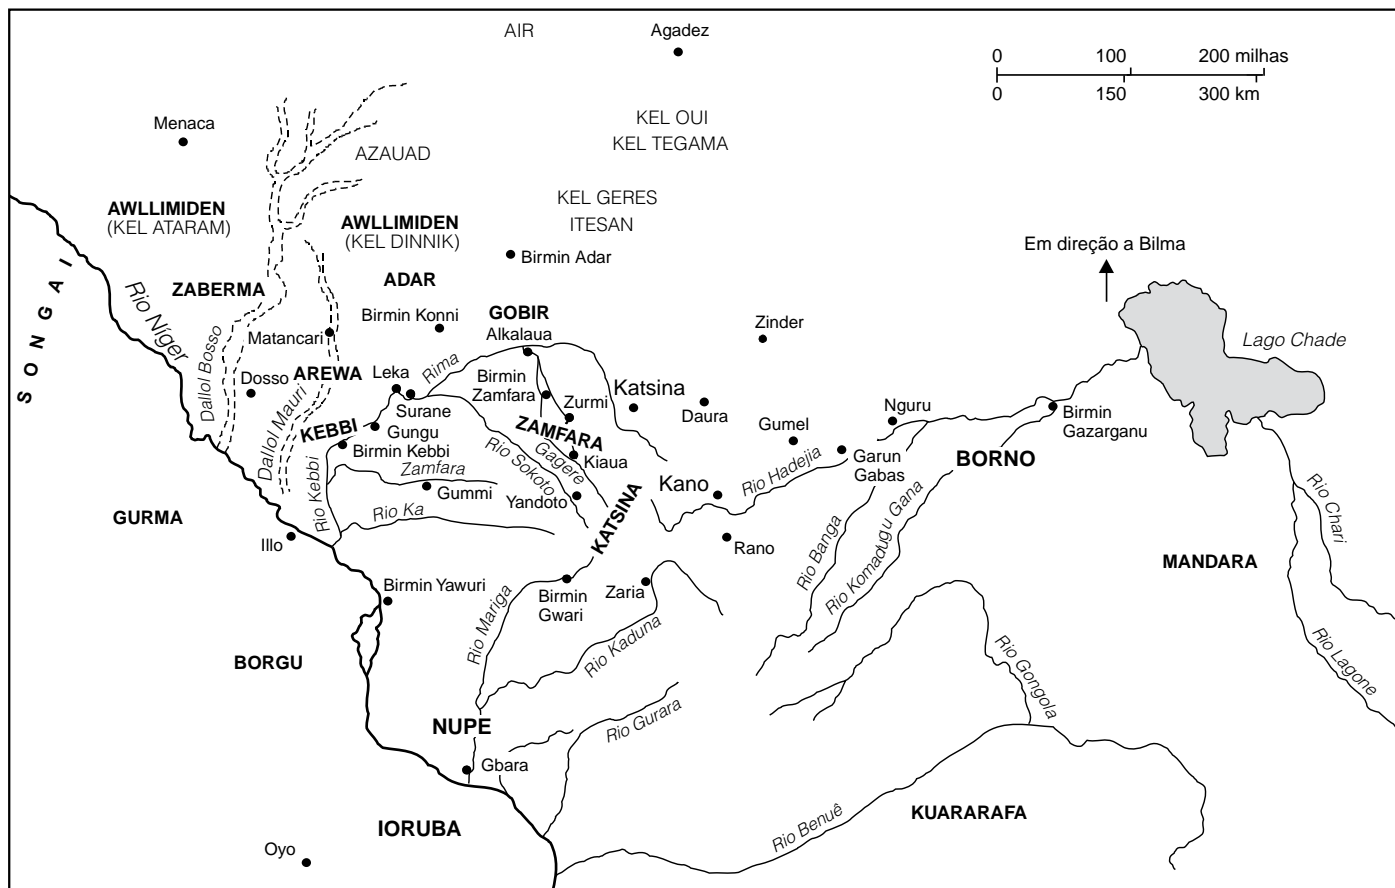 AIR
Agadez
0 100 200 milhas
0 150 300 km
Menaca
KEL OUI
KEL TEGAMA
AZAUAD
KEL GERES
ITESAN
AWLLIMIDEN
(KEL ATARAM)
AWLLIMIDEN
(KEL DINNIK)
Em direção a Bilma
Birmin Adar
SONGAI
ZABERMA
ADAR
Rio Níger
Birmin Konni
GOBIR
Alkalaua
Zinder
Matancari
Lago Chade
Dallol Bosso
Dosso
AREWA
Leka
Rima
Birmin
Zamfara
Katsina
Daura
Surane
Zurmi
Nguru
Birmin
Gazarganu
Dallol Mauri
KEBBI
Gungu
ZAMFARA
Gumel
Birmin Kebbi
Rio Sokoto
Gagere
Kiaua
Garun
Gabas
BORNO
Rio Kebbi
Zamfara
Gummi
Yandoto
Kano
Rio Hadejia
GURMA
Rio Ka
KATSINA
Rio Chari
Illo
Rano
Rio Banga
Rio Komadugu Gana
MANDARA
Birmin Yawuri
Birmin
Gwari
Zaria
Rio Mariga
Rio Kaduna
BORGU
Rio Gongola
Rio Lagone
NUPE
Rio Gurara
Gbara
IORUBA
Rio Benuê
KUARARAFA
Oyo